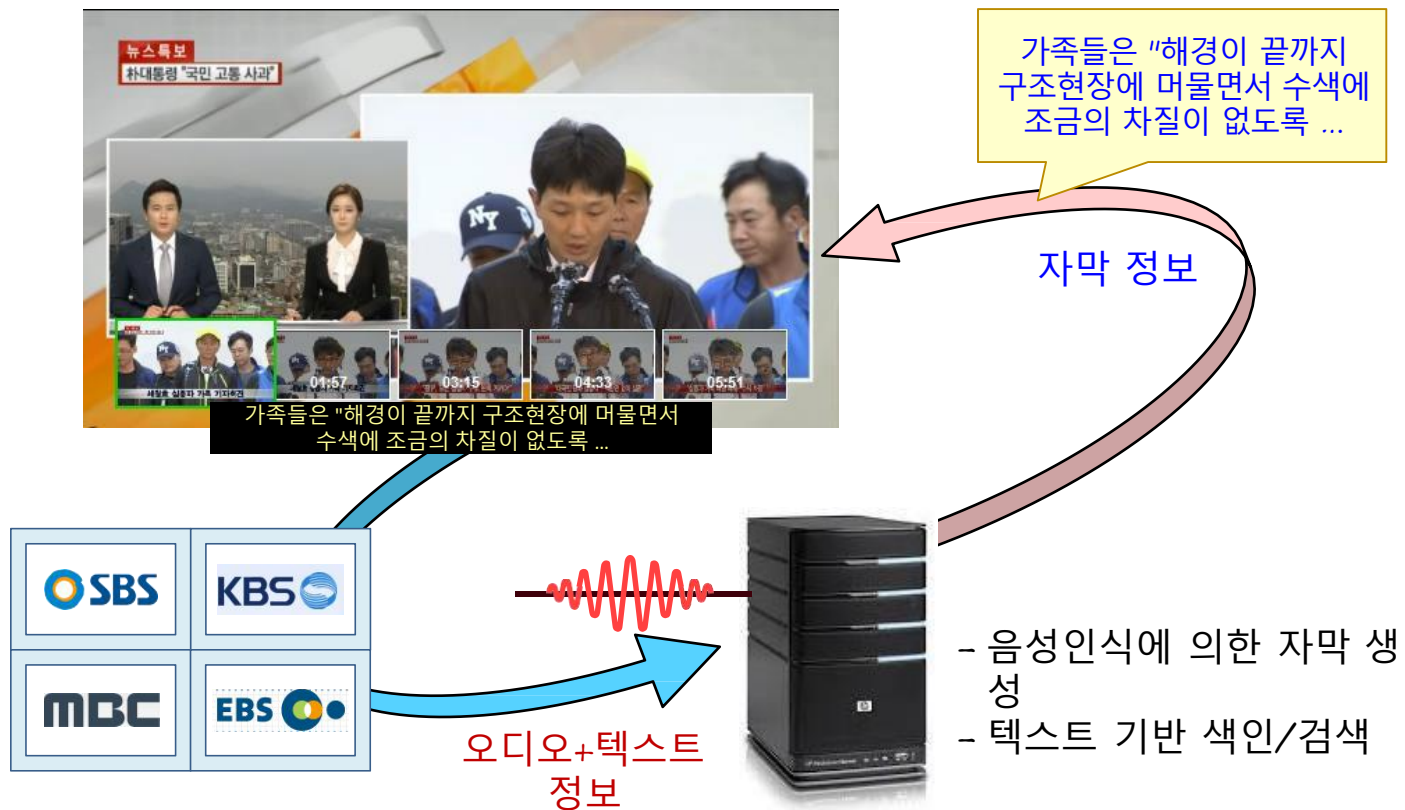 뉴스특보
朴대통령 "국민 고통 사과"
가족들은 "해경이 끝까지
구조현장에 머물면서 수색에
조금의 차질이 없도록 ...
자막 정보
NY
01:57
03:15
04:33
05:51
가족들은 "해경이 끝까지 구조현장에 머물면서
수색에 조금의 차질이 없도록 ...
SBS
KBS
MBC
EBS
오디오+텍스트
정보
- 음성인식에 의한 자막 생
성
- 텍스트 기반 색인/검색